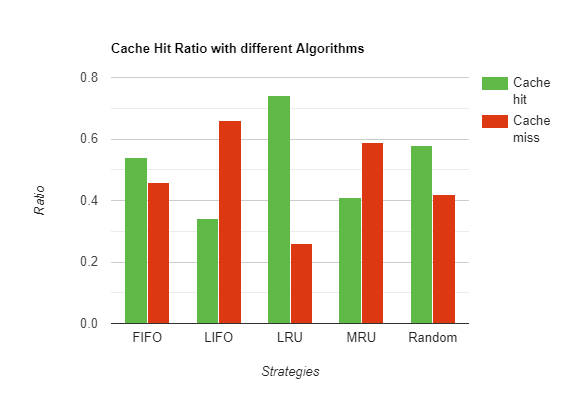 Cache Hit Ratio with different Algorithms
0.8
0.6
0.4
0.2
0.0
Ratio
FIFO LIFO LRU MRU Random
Strategies
Cache
hit
Cache
miss